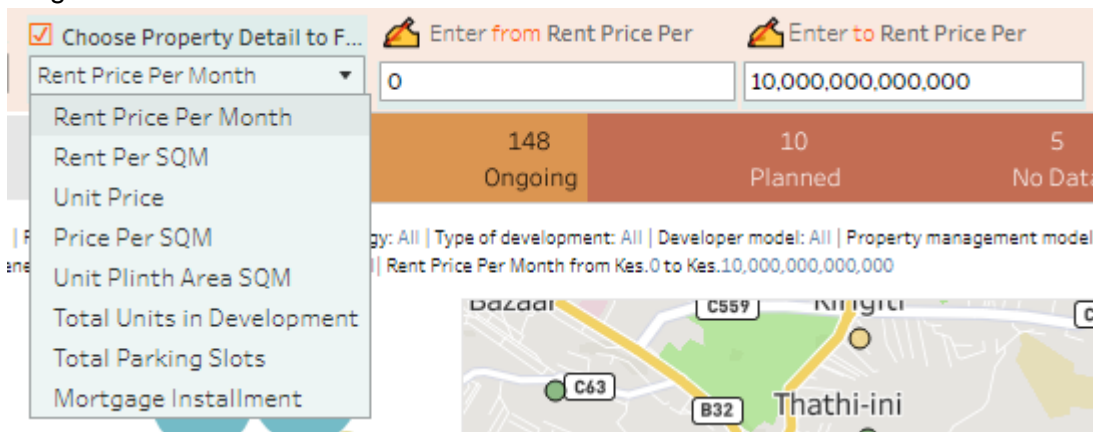 Choose Property Detail to F...
Enter from Rent Price Per
Enter to Rent Price Per
Rent Price Per Month
0
10,000,000,000,000
Rent Price Per Month
Rent Per SQM
Unit Price
Price Per SQM
Unit Plinth Area SQM
Total Units in Development
Total Parking Slots
Mortgage Installment
148
Ongoing
10
Planned
5
No Data
gy: All | Type of development: All | Developer model: All | Property management model
| Rent Price Per Month from Kes.0 to Kes.10,000,000,000,000
Bazaar
C559
C63
B32
Thathi-ini